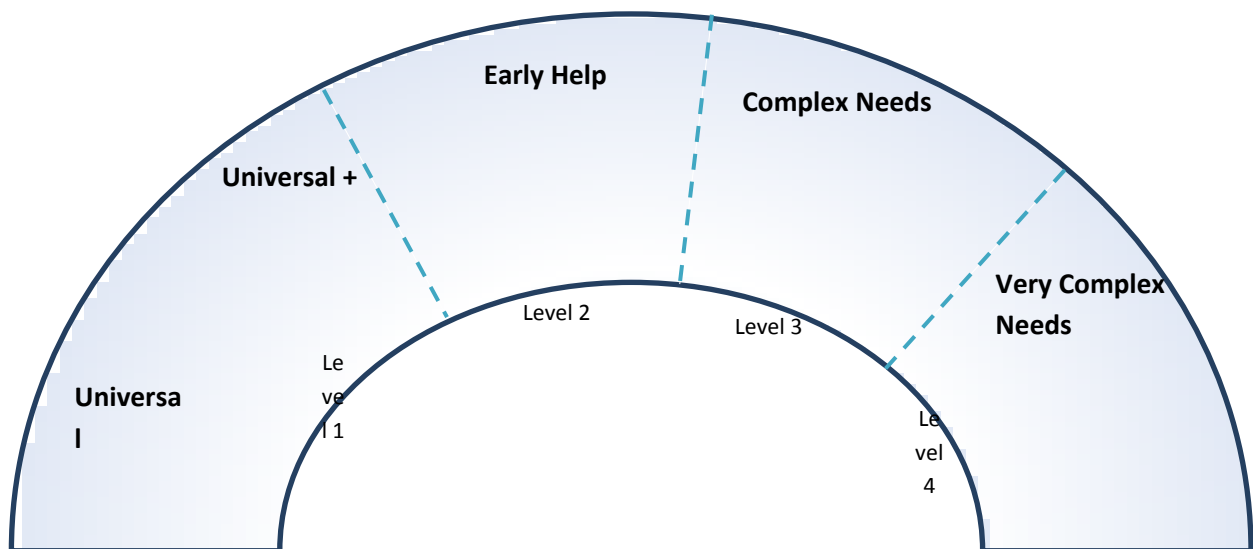 Early Help
Complex Needs
Universal +
Very Complex
Needs
Level 2
Level 3
Le
ve
l 1
Universa
l
Le
vel
4